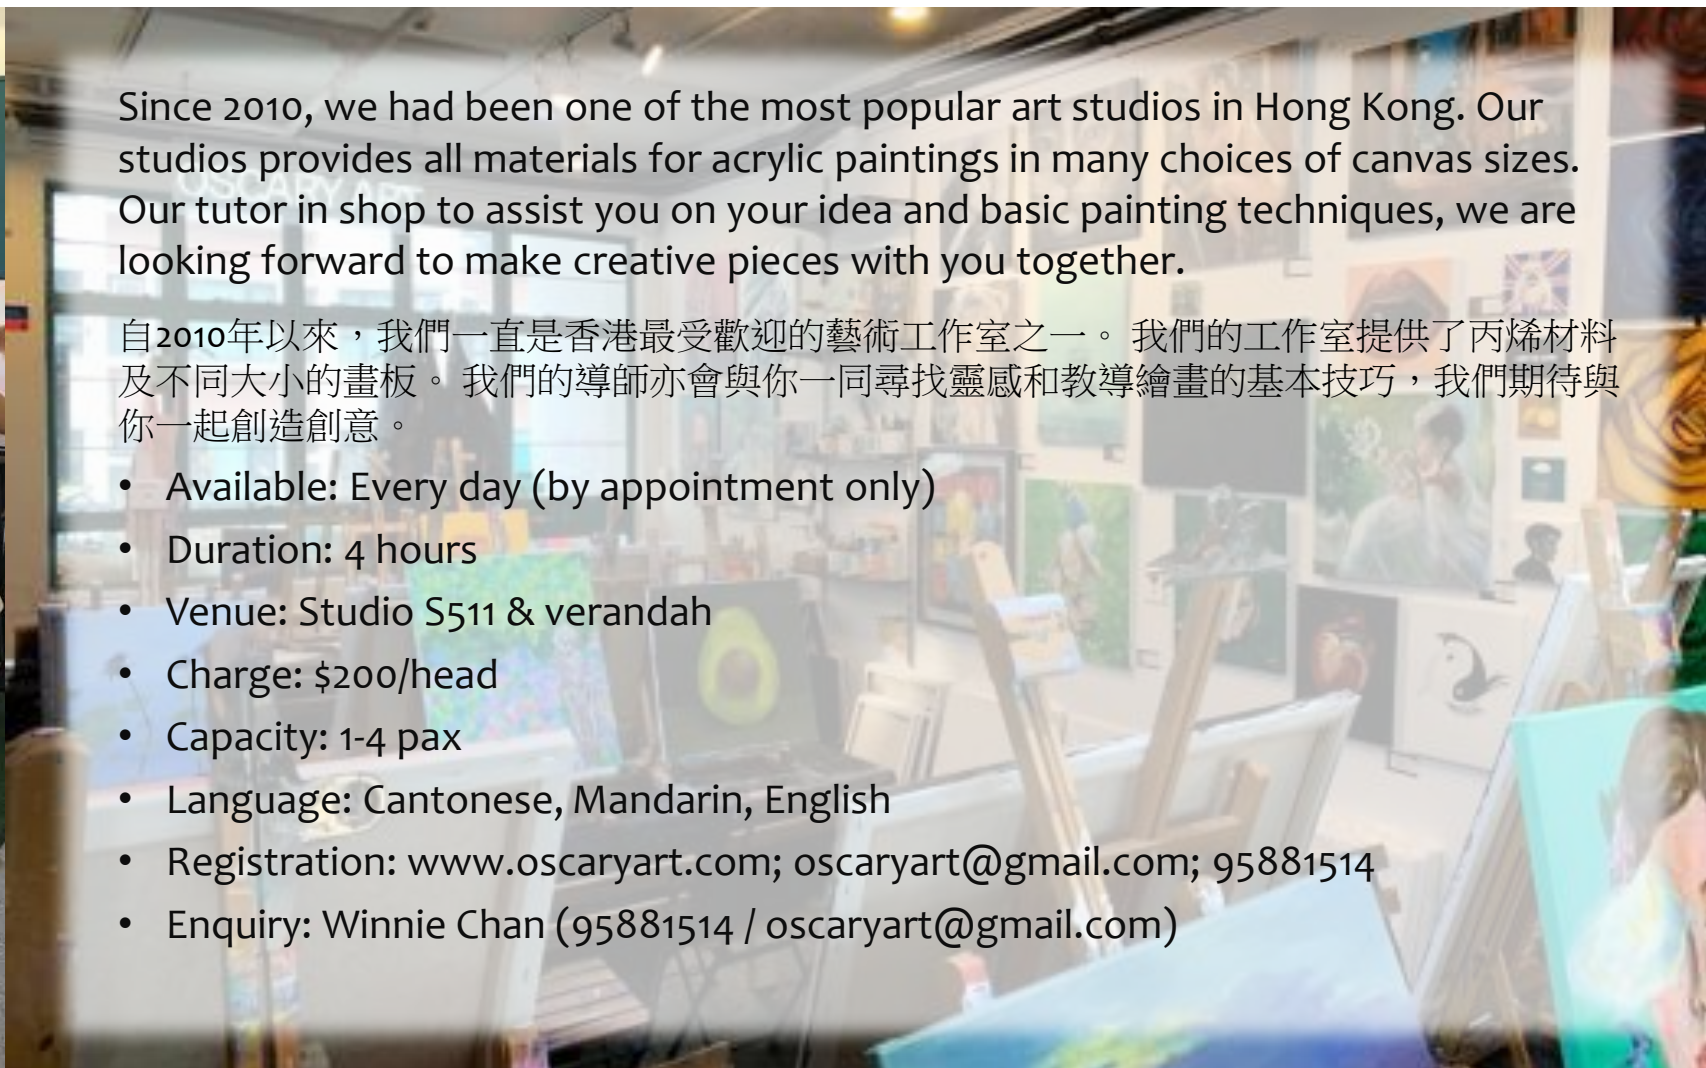 Since 2010, we had been one of the most popular art studios in Hong Kong. Our
studios provides all materials for acrylic paintings in many choices of canvas sizes.
Our tutor in shop to assist you on your idea and basic painting techniques, we are
looking forward to make creative pieces with you together.
自2010年以來，我們一直是香港最受歡迎的藝術工作室之一。 我們的工作室提供了丙烯材料
及不同大小的畫板。 我們的導師亦會與你一同尋找靈感和教導繪畫的基本技巧，我們期待與
你一起創造創意。
• Available: Every day (by appointment only)
• Duration: 4 hours
• Venue: Studio S511 & verandah
• Charge: $200/head
• Capacity: 1-4 pax
• Language: Cantonese, Mandarin, English
• Registration: www.oscaryart.com; oscaryart@gmail.com; 95881514
• Enquiry: Winnie Chan (95881514 / oscaryart@gmail.com)
OSCARY ART